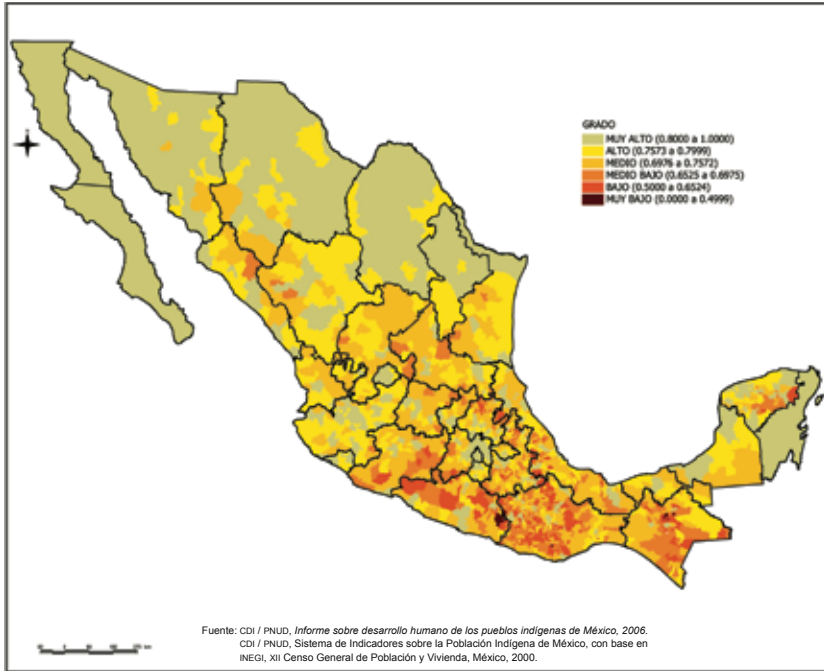 GRADO
MUY ALTO (0.8000 a 1.0000)
ALTO (0.7573 a 0.7999)
MEDIO (0.6976 a 0.7572)
MEDIO BAJO (0.6525 a 0.6975)
BAJO (0.5000 a 0.6524)
MUY BAJO (0.0000 a 0.4999)
Fuente: CDI / PNUD, Informe sobre desarrollo humano de los pueblos indígenas de México, 2006.
CDI / PNUD, Sistema de Indicadores sobre la Población Indígena de México, con base en
INEGI, XII Censo General de Población y Vivienda, México, 2000.